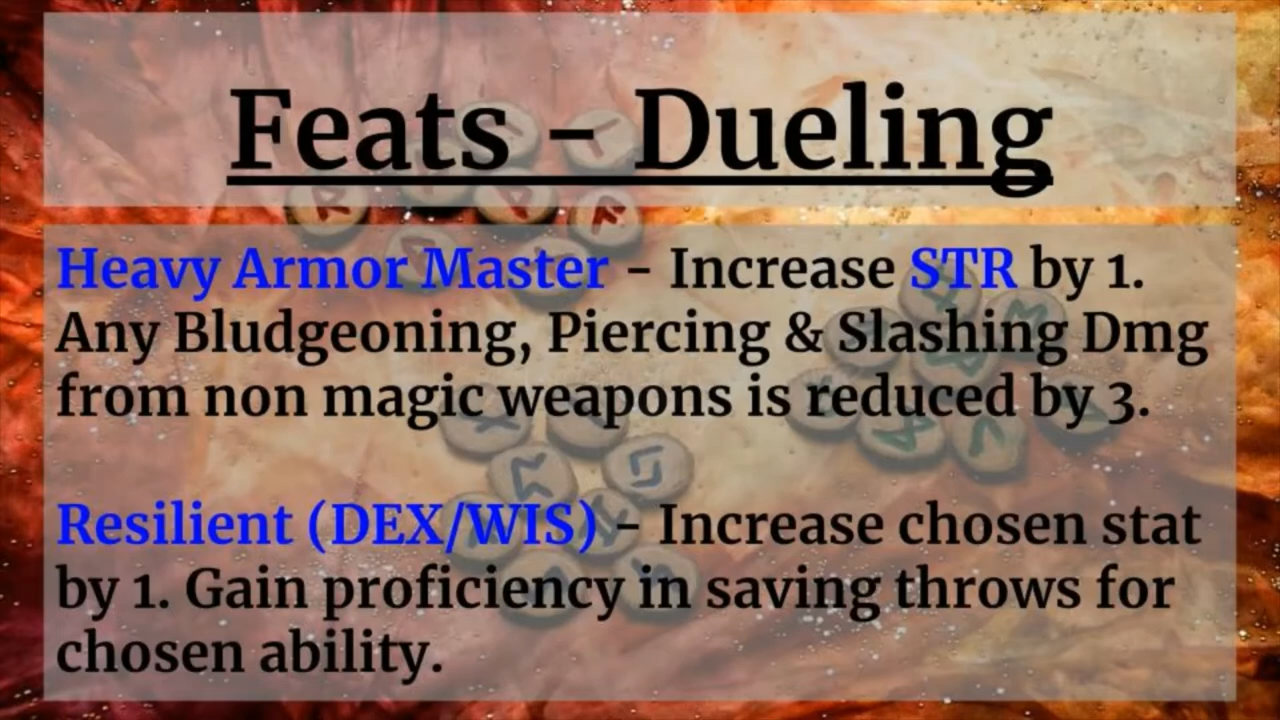 Feats - Dueling
Heavy Armor Master - Increase STR by 1.
Any Bludgeoning, Piercing & Slashing Dmg
from non magic weapons is reduced by 3.
Resilient (DEX/WIS) - Increase chosen stat
by 1. Gain proficiency in saving throws for
chosen ability.